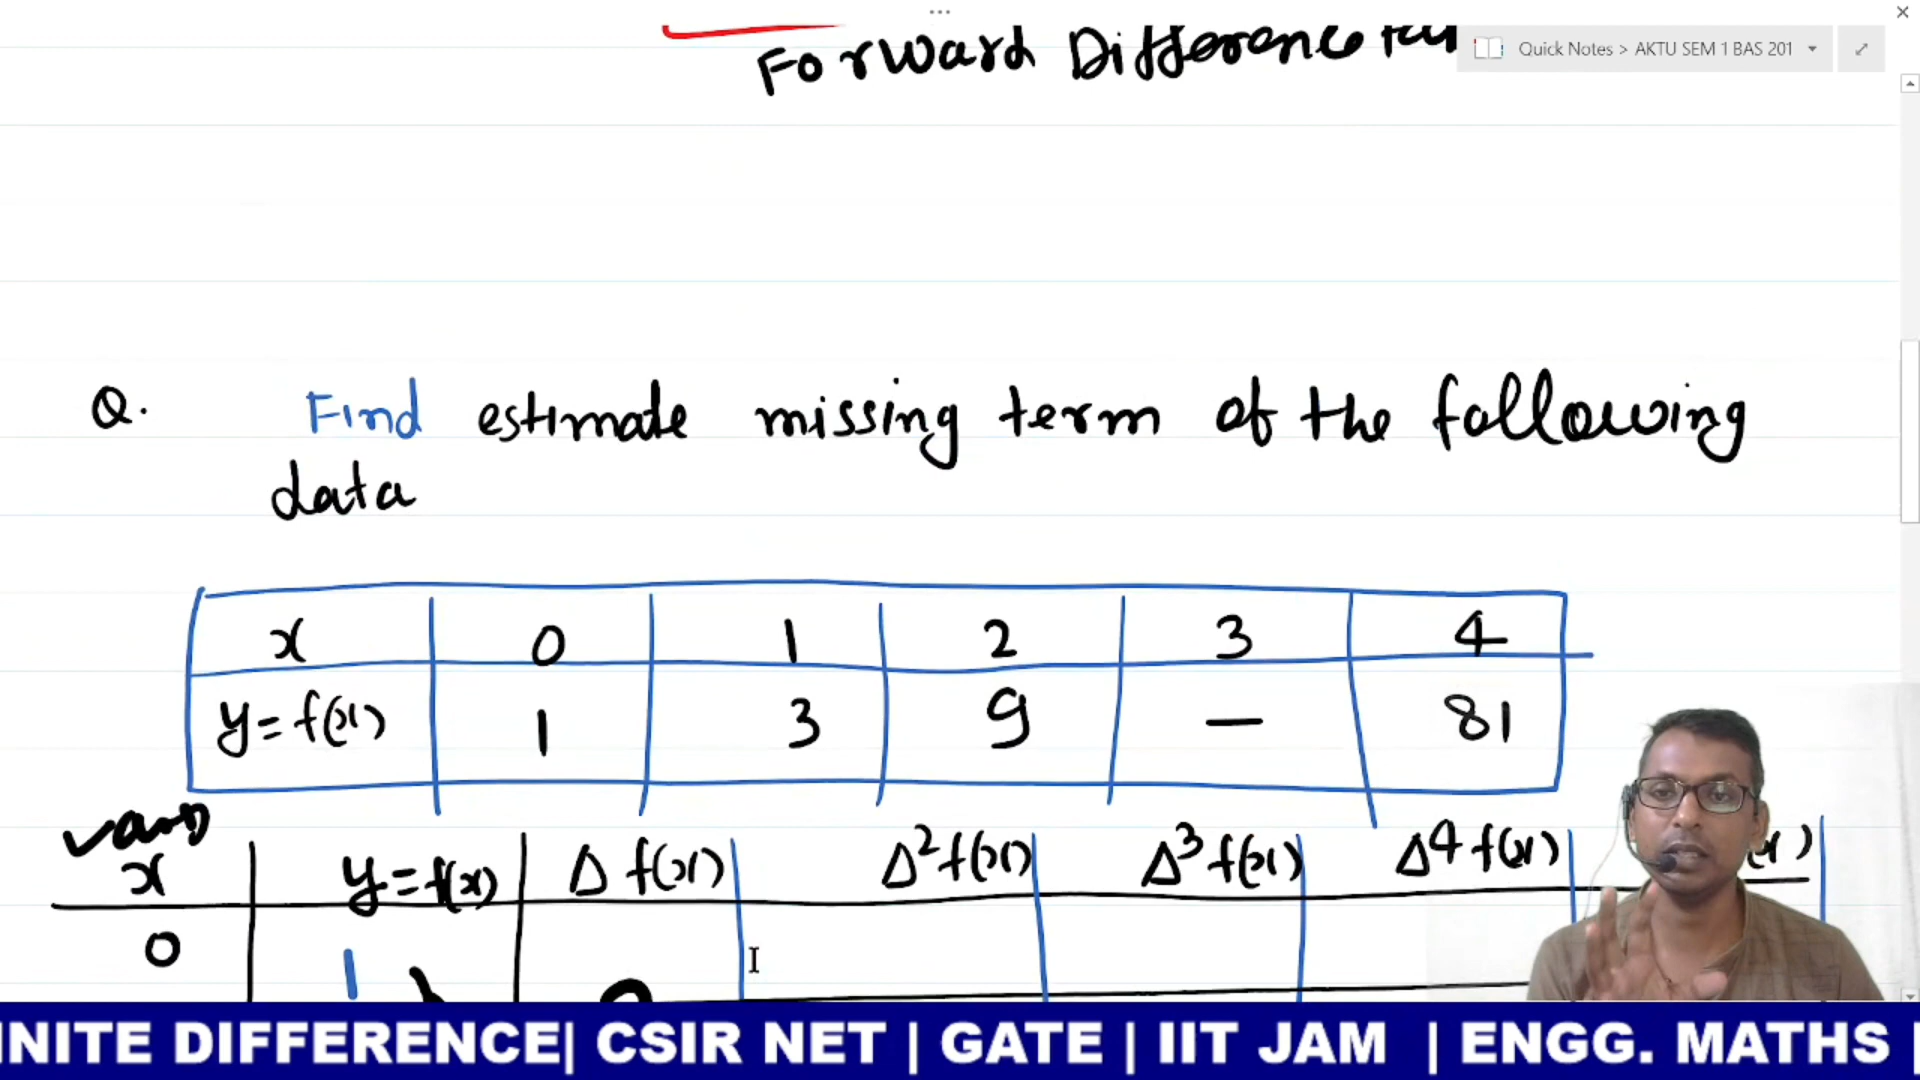 ...
Forward Difference
Quick Notes > AKTU SEM 1 BAS 201
Q. Find estimate missing term of the following
data
x 0 1 2 3 4
y=f(x) 1 3 9 — 81
x y=f(x) Δf(x) Δ²f(x) Δ³f(x) Δ⁴f(x)
0 1
INITE DIFFERENCE| CSIR NET | GATE | IIT JAM | ENGG. MATHS |